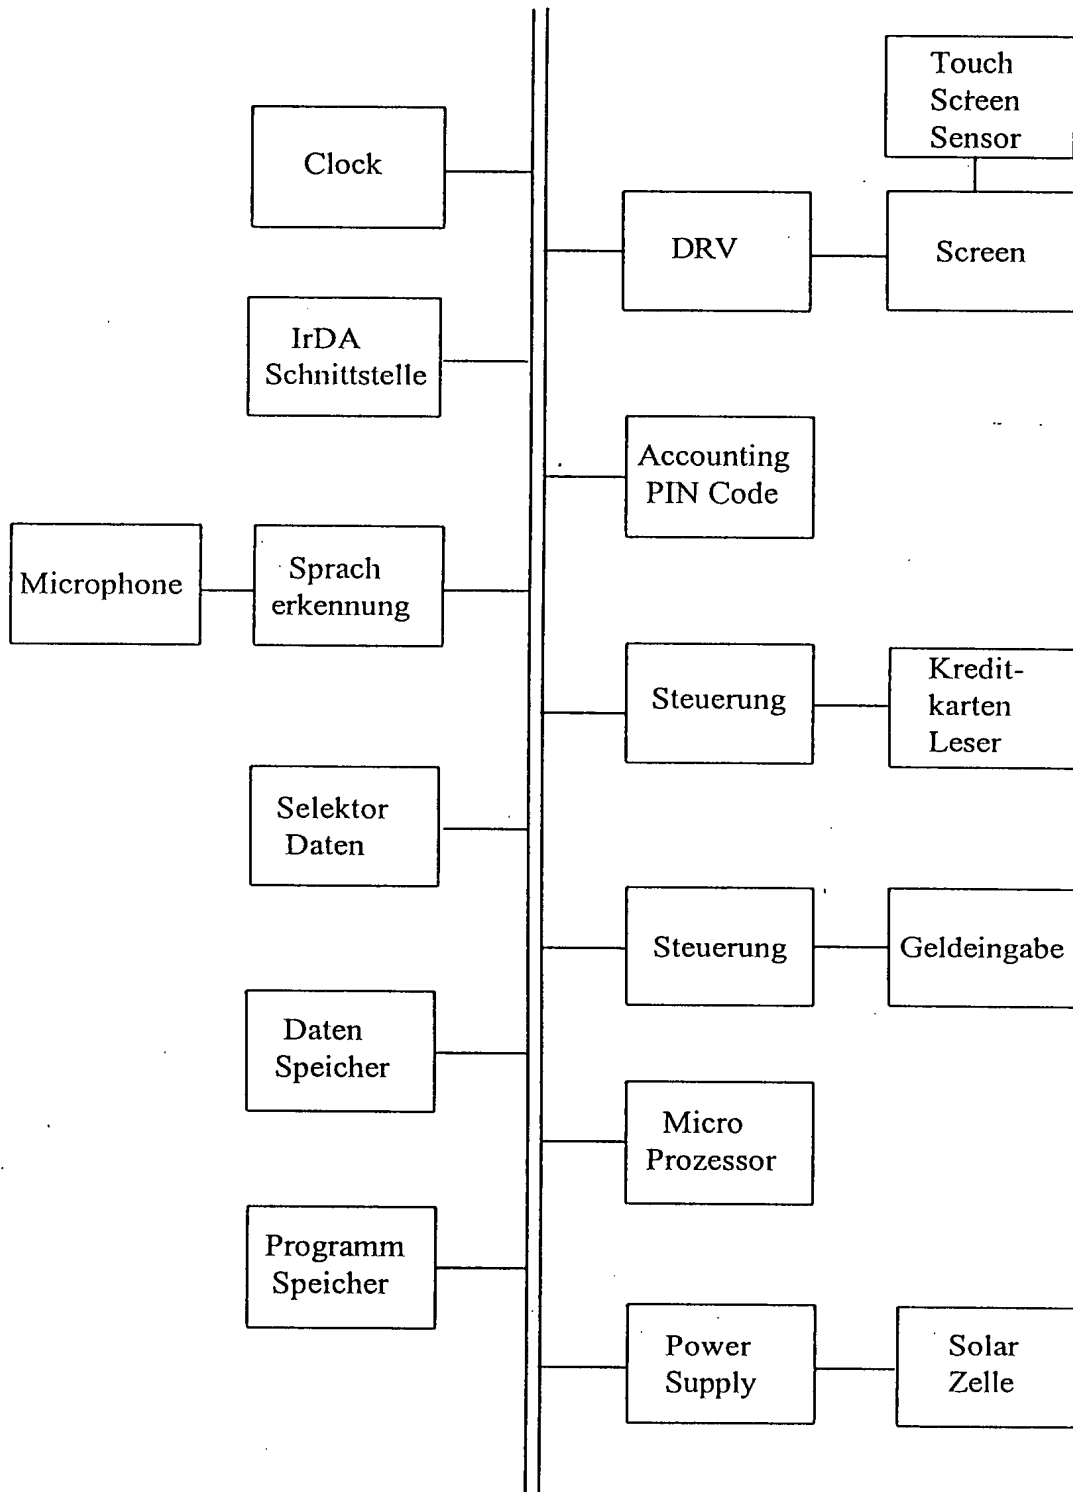 Touch
Screen
Sensor
Clock
DRV
Screen
IrDA
Schnittstelle
Accounting
PIN Code
Microphone
Sprach
erkennung
Steuerung
Kredit-
karten
Leser
Selektor
Daten
Steuerung
Geldeingabe
Daten
Speicher
Micro
Prozessor
Programm
Speicher
Power
Supply
Solar
Zelle